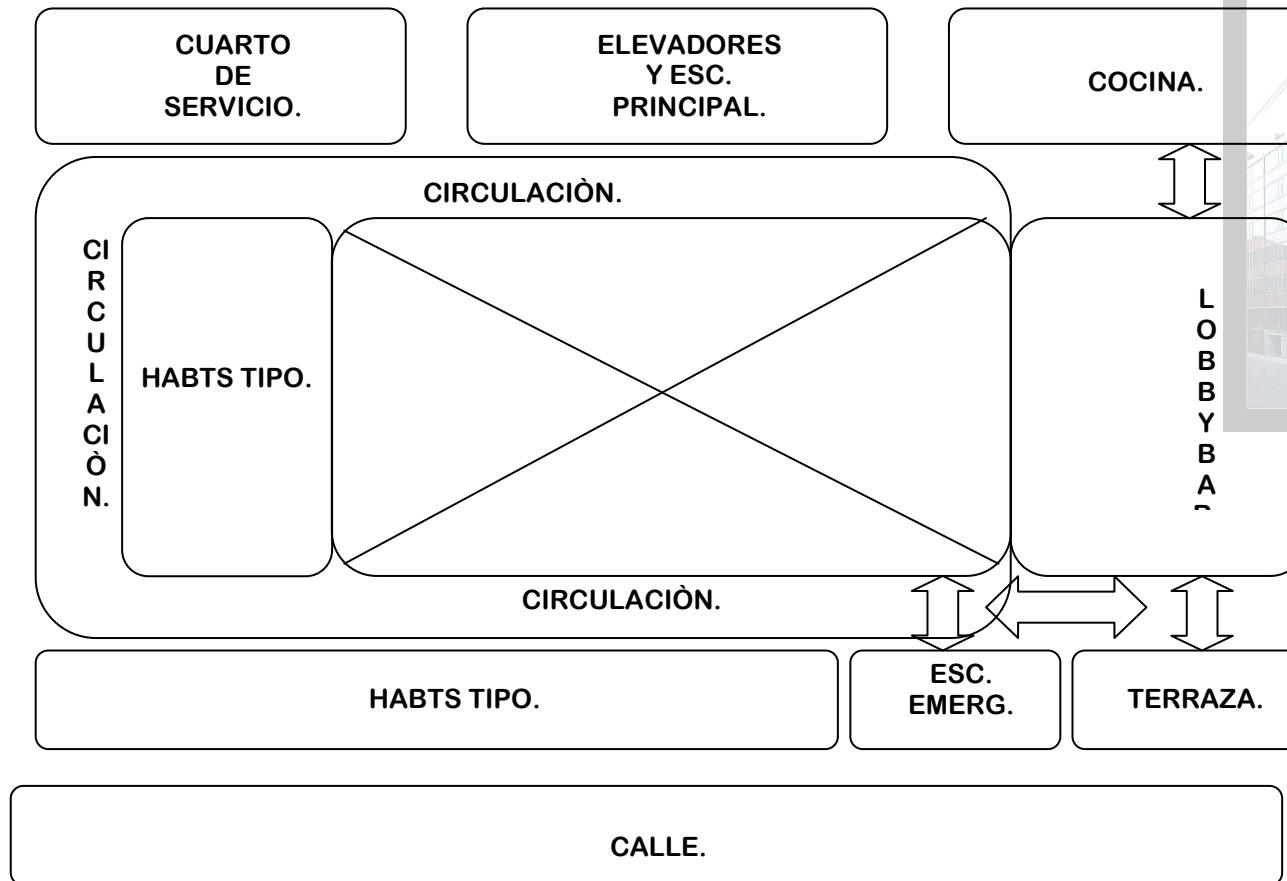 CUARTO
DE
SERVICIO.
ELEVADORES
Y ESC.
PRINCIPAL.
COCINA.
CIRCULACIÒN.
CI
R
C
U
L
A
CI
Ò
N.
HABTS TIPO.
L
O
B
B
Y
B
A
CIRCULACIÒN.
HABTS TIPO.
ESC.
EMERG.
TERRAZA.
CALLE.